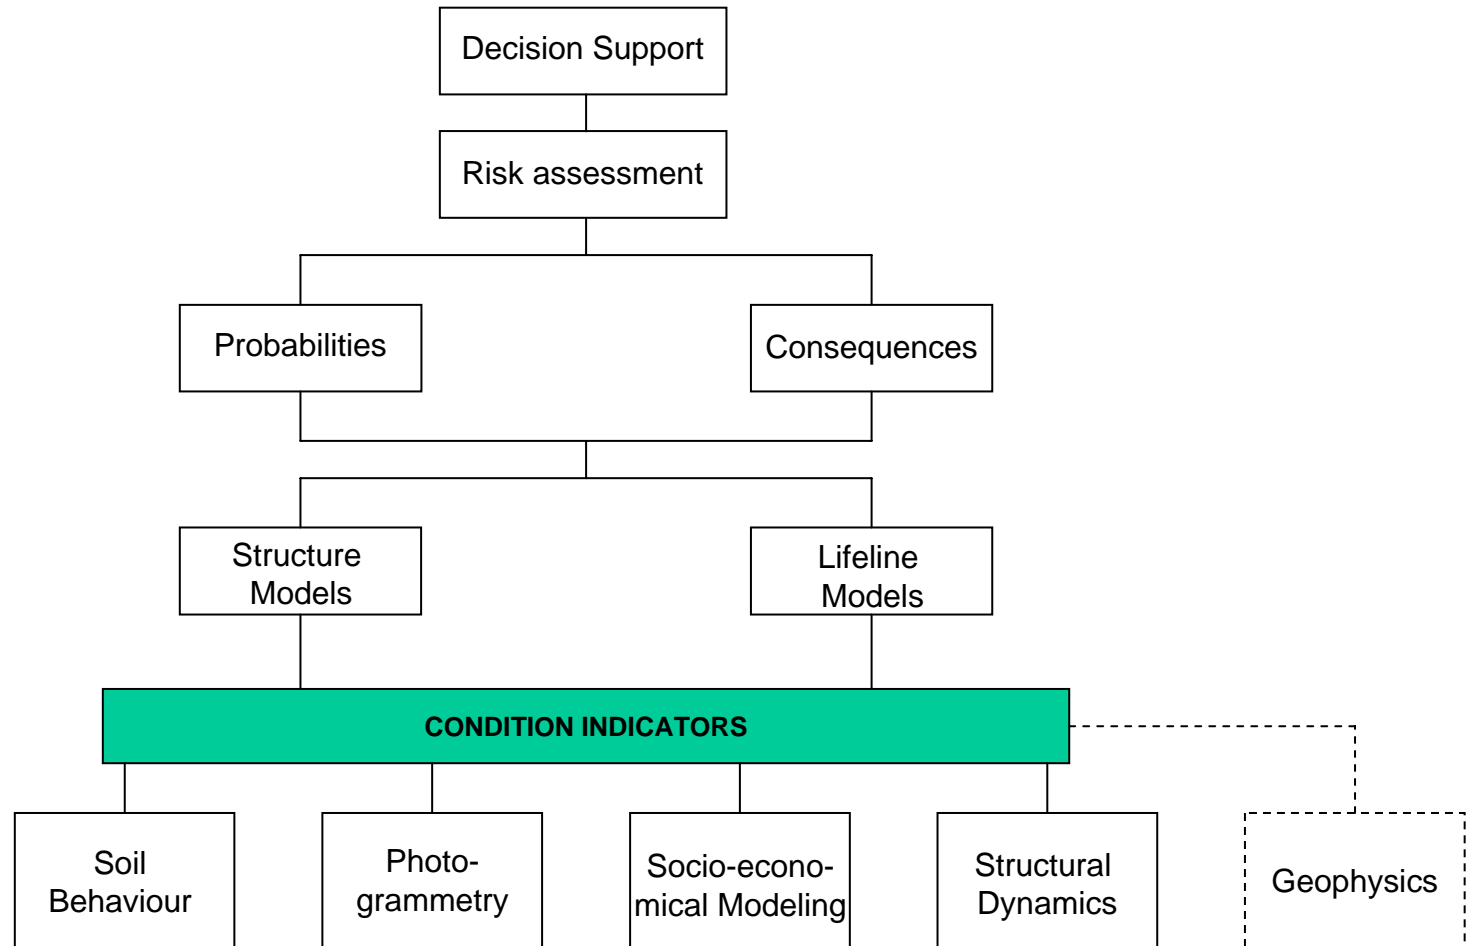 Decision Support
Risk assessment
Probabilities
Consequences
Structure
Models
Lifeline
Models
CONDITION INDICATORS
Soil
Behaviour
Photo-
grammetry
Socio-econo-
mical Modeling
Structural
Dynamics
Geophysics